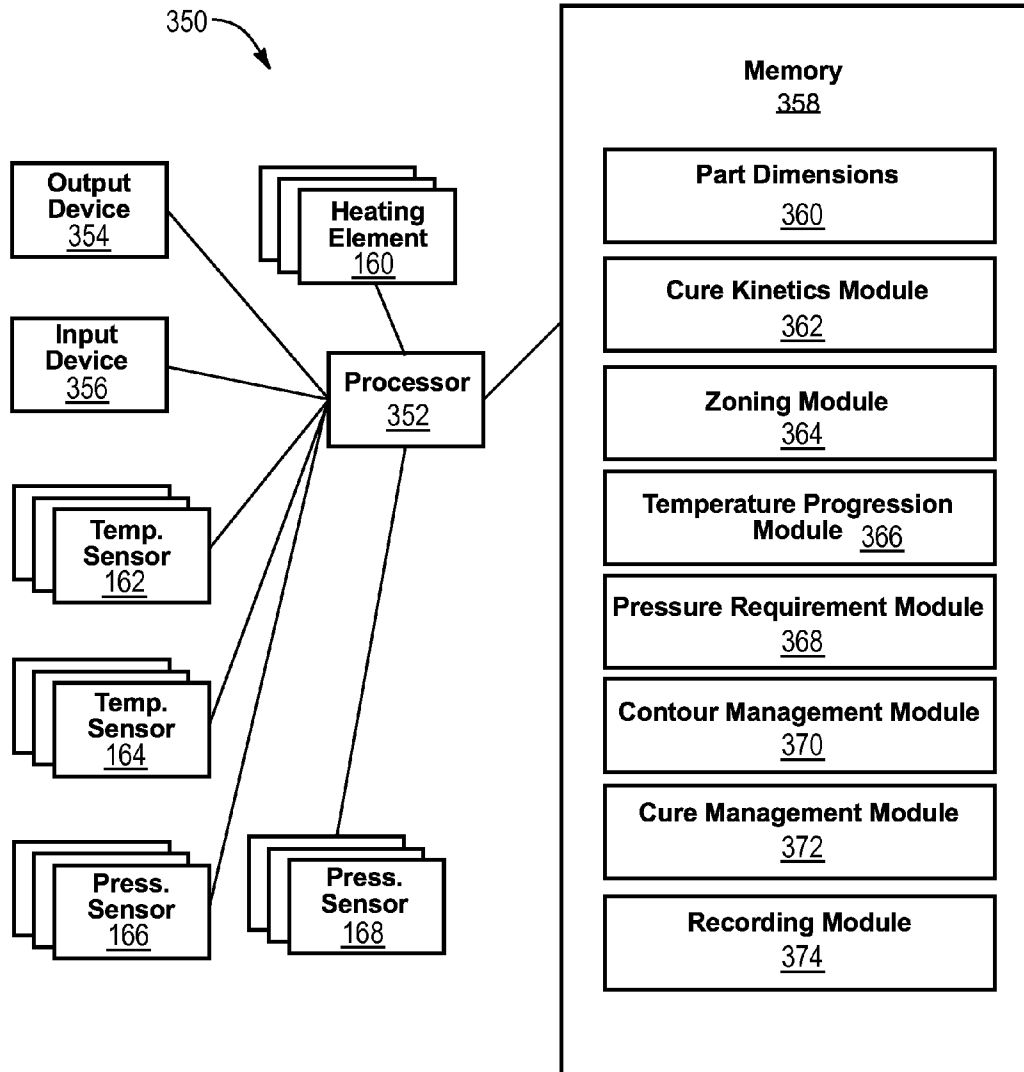 350
Output
Device
354
Heating
Element
160
Input
Device
356
Processor
352
Temp.
Sensor
162
Temp.
Sensor
164
Press.
Sensor
166
Press.
Sensor
168
Memory
358
Part Dimensions
360
Cure Kinetics Module
362
Zoning Module
364
Temperature Progression
Module 366
Pressure Requirement Module
368
Contour Management Module
370
Cure Management Module
372
Recording Module
374